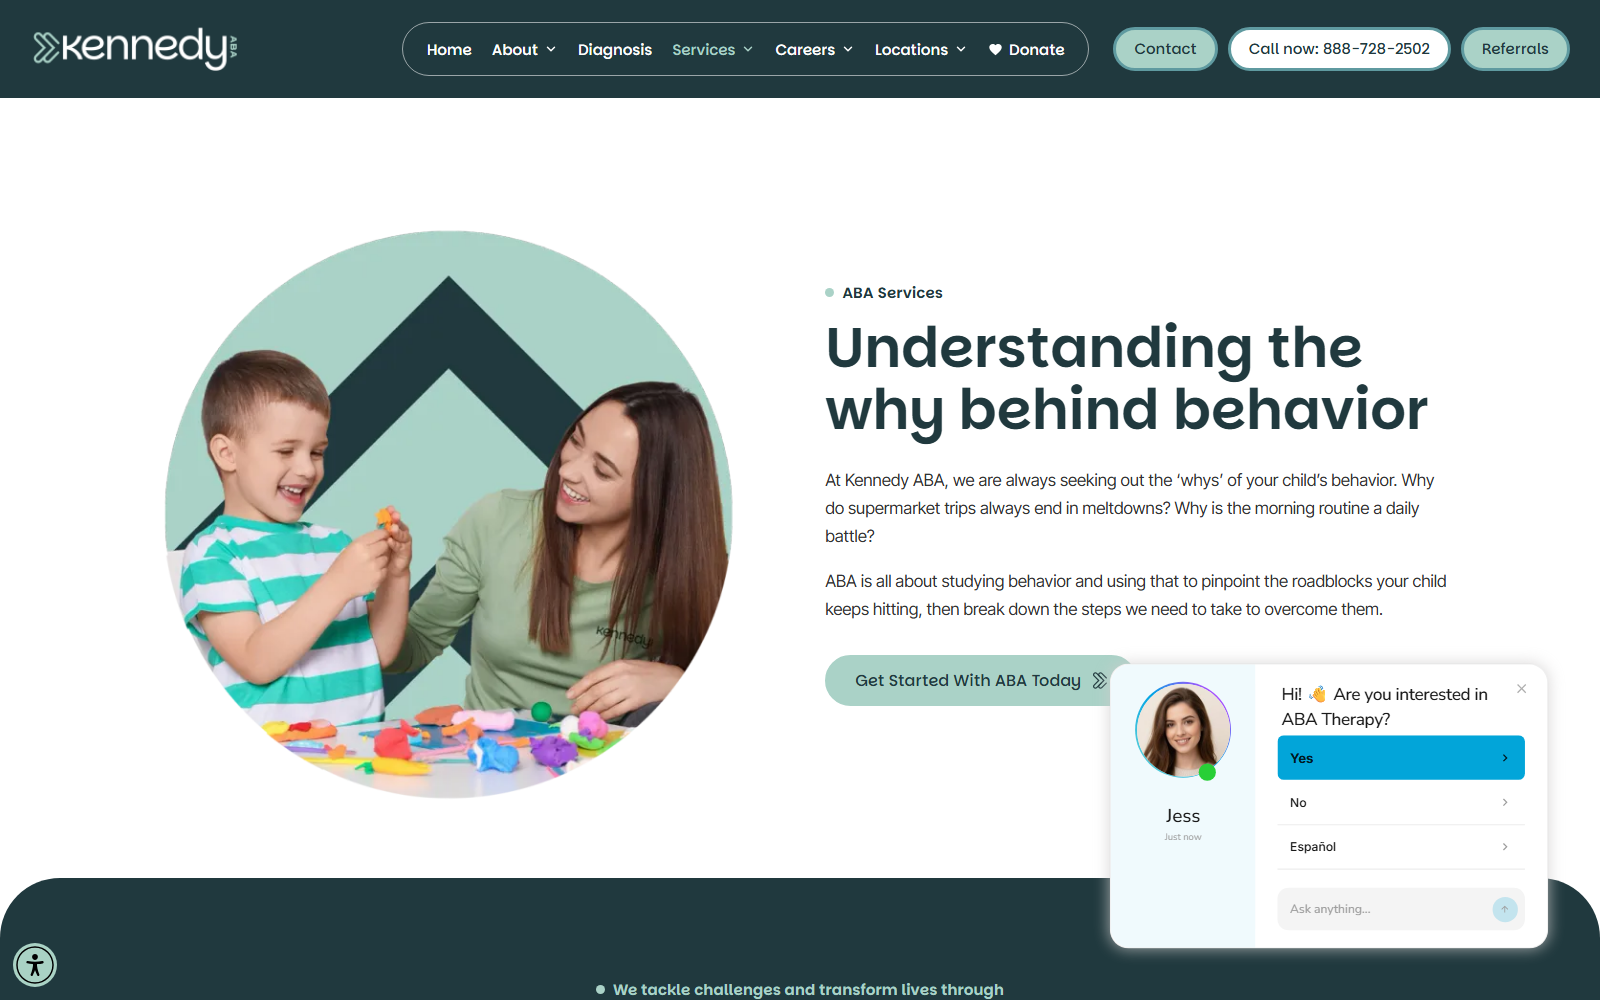 kennedy ABA
Home About Diagnosis Services Careers Locations Donate
Contact
Call now: 888-728-2502
Referrals
ABA Services
Understanding the
why behind behavior
At Kennedy ABA, we are always seeking out the ‘whys’ of your child’s behavior. Why
do supermarket trips always end in meltdowns? Why is the morning routine a daily
battle?
ABA is all about studying behavior and using that to pinpoint the roadblocks your child
keeps hitting, then break down the steps we need to take to overcome them.
Get Started With ABA Today
kennedy
Hi! 👋 Are you interested in
ABA Therapy?
Yes
No
Español
Ask anything...
Jess
Just now
We tackle challenges and transform lives through